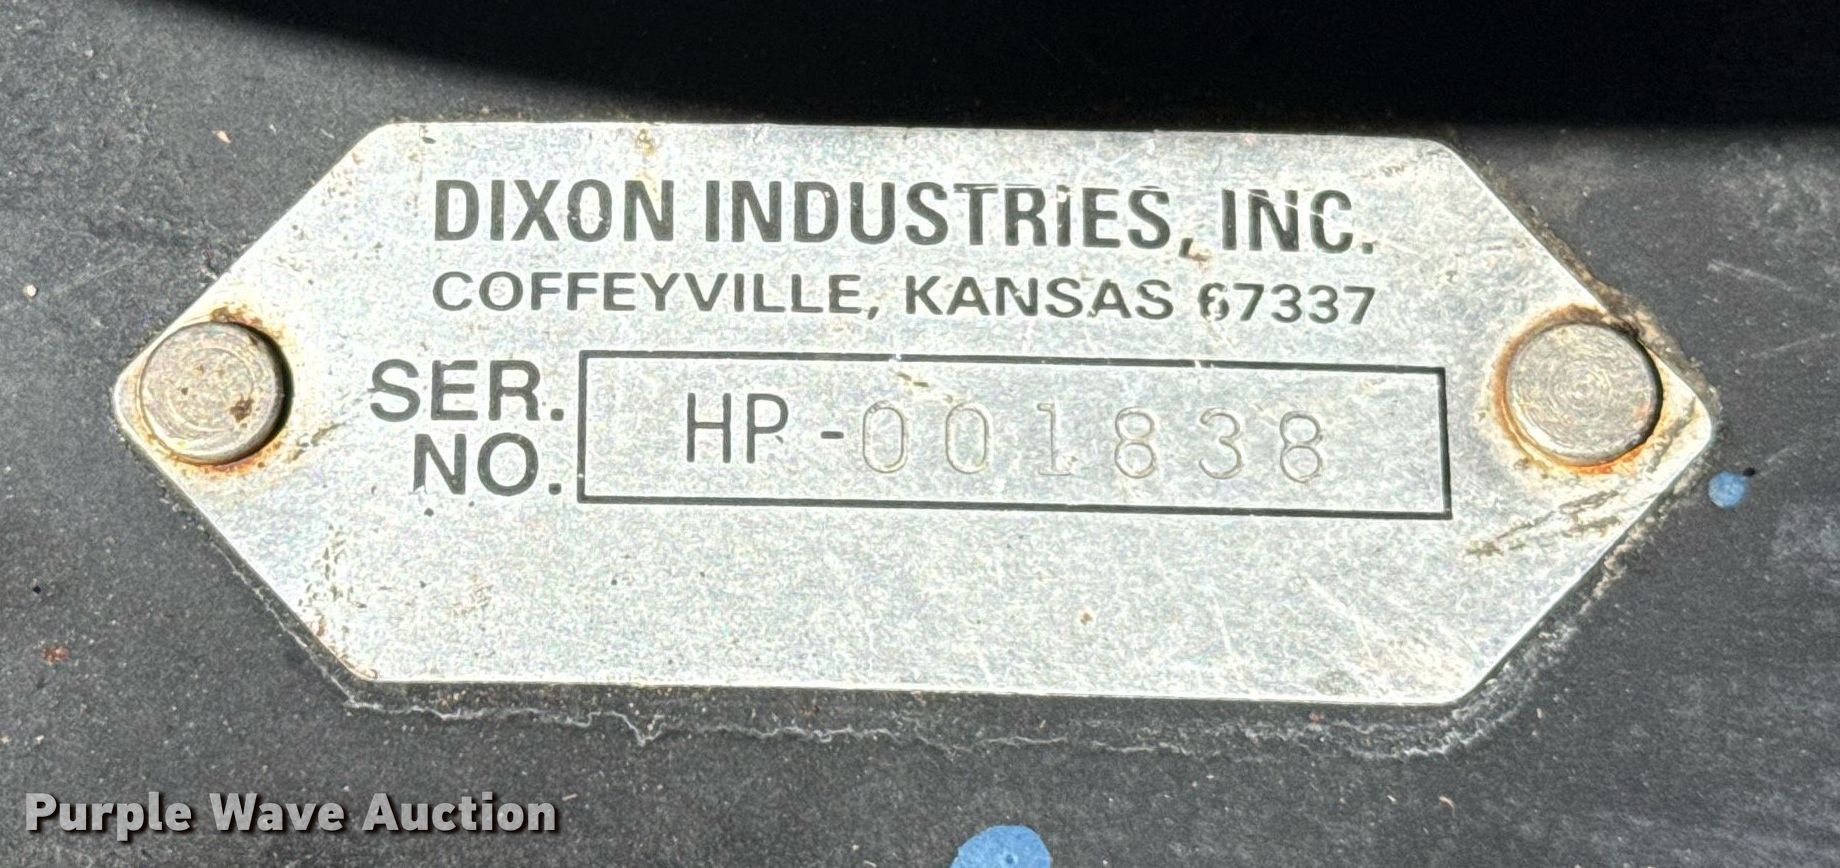 DIXON INDUSTRIES, INC.
COFFEYVILLE, KANSAS 67337
SER. NO. HP-001838
Purple Wave Auction